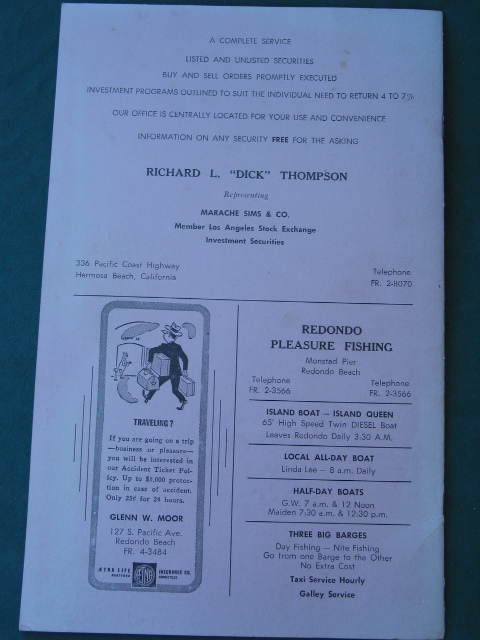 A COMPLETE SERVICE
LISTED AND UNLISTED SECURITIES
BUY AND SELL ORDERS PROMPTLY EXECUTED
INVESTMENT PROGRAMS OUTLINED TO SUIT THE INDIVIDUAL NEED TO RETURN 4 TO 7%
OUR OFFICE IS CENTRALLY LOCATED FOR YOUR USE AND CONVENIENCE
INFORMATION ON ANY SECURITY FREE FOR THE ASKING
RICHARD L. "DICK" THOMPSON
Representing
MARACHE SIMS & CO.
Member Los Angeles Stock Exchange
Investment Securities
336 Pacific Coast Highway
Hermosa Beach, California
Telephone
FR. 2-8070
TRAVELING?
If you are going on a trip
—business or pleasure—
you will be interested in
our Accident Ticket Pol-
icy. Up to $5,000 protec-
tion in case of accident.
Only 25¢ for 24 hours.
GLENN W. MOOR
127 S. Pacific Ave.
Redondo Beach
FR. 4-3484
ÆTNA LIFE
HARTFORD
ÆTNA
INSURANCE CO.
CONNECTICUT
REDONDO
PLEASURE FISHING
Monstad Pier
Redondo Beach
Telephone
FR. 2-3566
Telephone
FR. 2-3566
ISLAND BOAT — ISLAND QUEEN
65' High Speed Twin DIESEL Boat
Leaves Redondo Daily 3:30 A.M.
LOCAL ALL-DAY BOAT
Linda Lee — 8 a.m. Daily
HALF-DAY BOATS
G.W. 7 a.m. & 12 Noon
Maiden 7:30 a.m. & 12:30 p.m.
THREE BIG BARGES
Day Fishing — Nite Fishing
Go from one Barge to the Other
No Extra Cost
Taxi Service Hourly
Galley Service